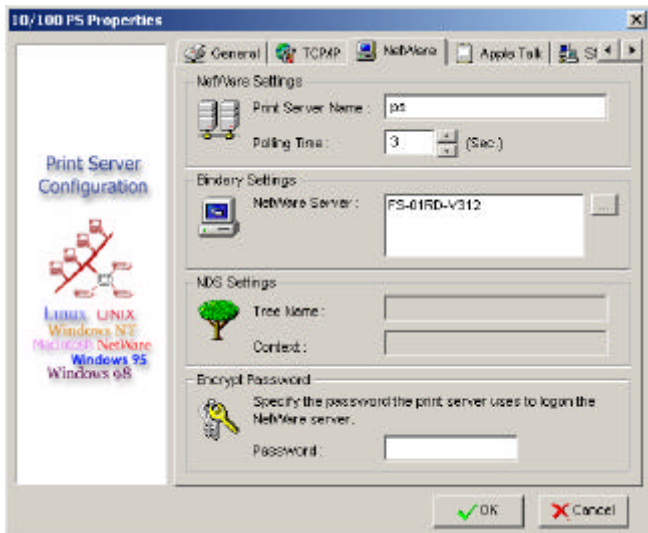 10/100 PS Properties
General
TCP/IP
NetWare
Apple Talk
St
NetWare Settings
Print Server Name :
ps
Polling Time :
3
(Sec.)
Print Server
Configuration
Bindery Settings
NetWare Server :
FS-01RD-V312
...
NDS Settings
Tree Name :
Context :
Linux UNIX
Windows NT
Macintosh NetWare
Windows 95
Windows 98
Encrypt Password
Specify the password the print server uses to logon the
NetWare server.
Password :
OK
Cancel